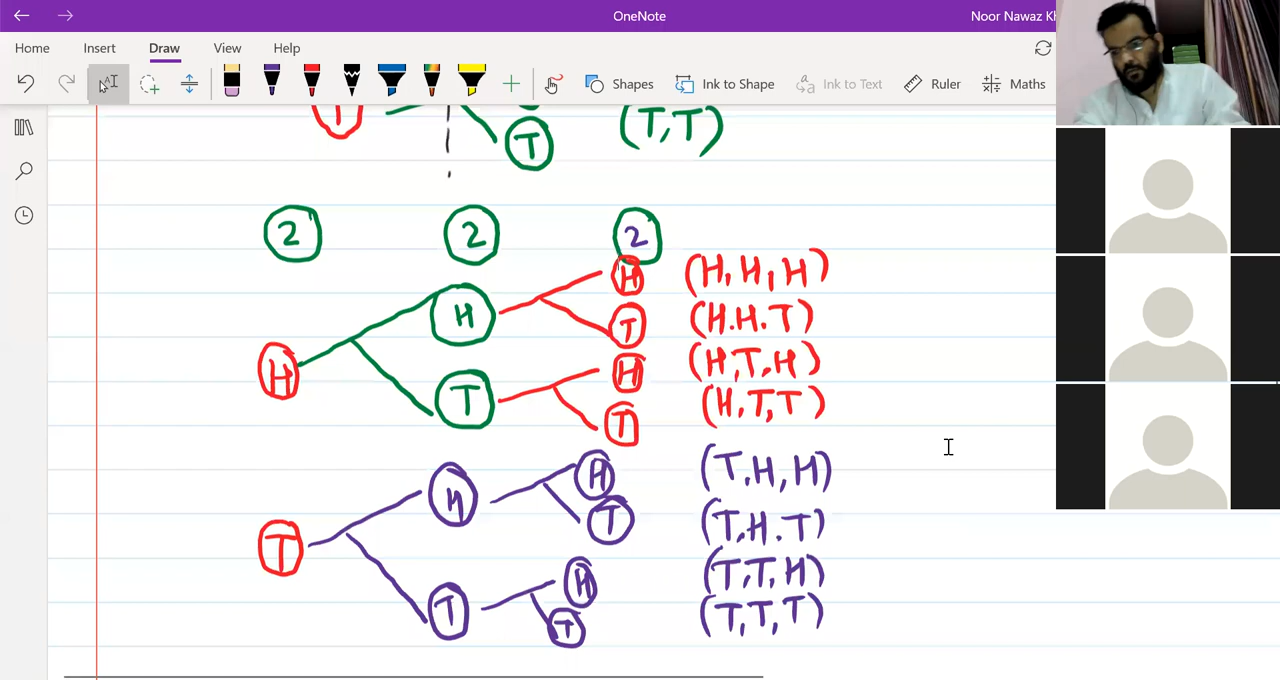 OneNote
Noor Nawaz Kh
Home Insert Draw View Help
Shapes Ink to Shape Ink to Text Ruler Maths
T (T,T)
2 2 2
H (H,H,H)
H
T (H.H.T)
H
H (H,T,H)
T
T (H,T,T)
H (T,H,H)
H
T (T,H.T)
T
H (T,T,H)
T
T (T,T,T)